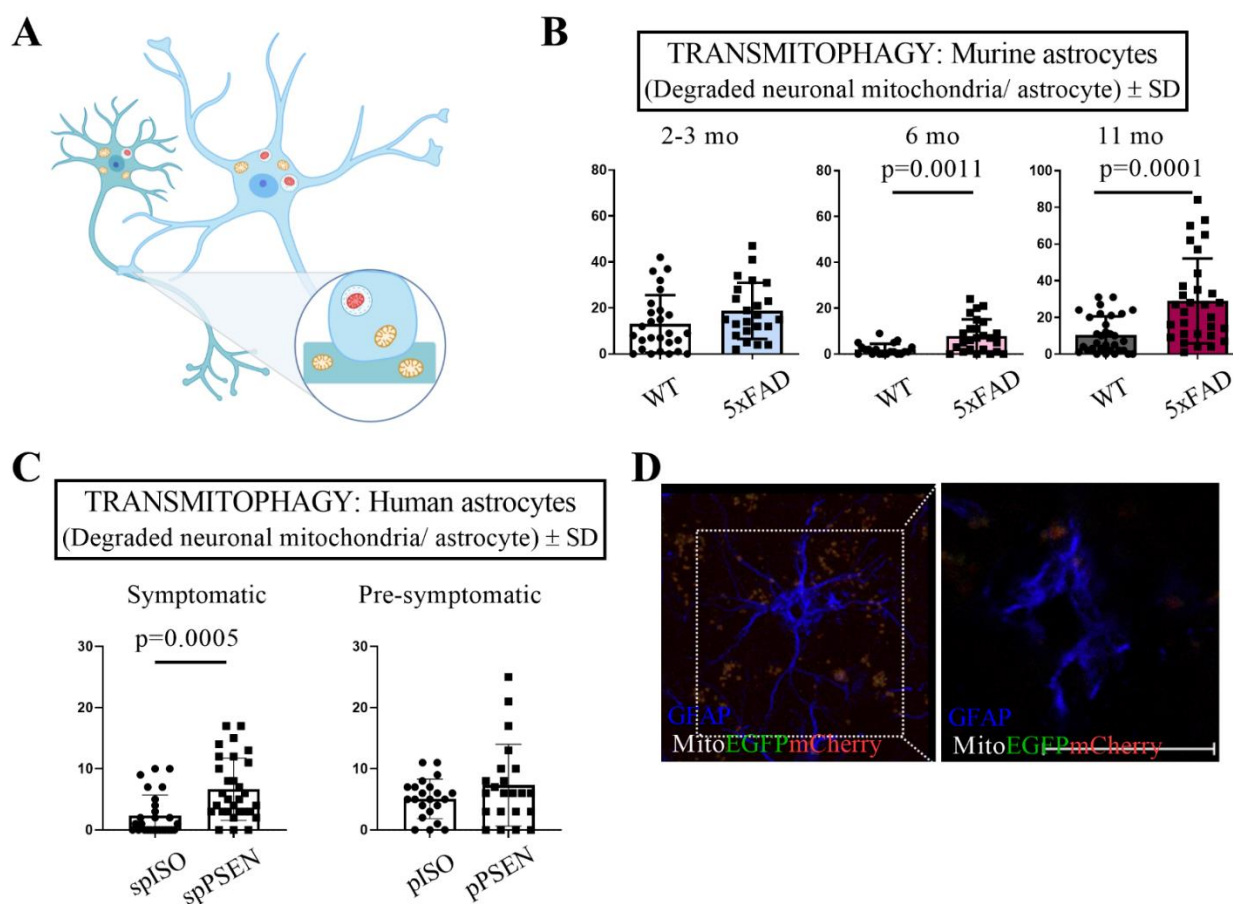 A
B
TRANSMITOPHAGY: Murine astrocytes
(Degraded neuronal mitochondria/ astrocyte) ± SD
2-3 mo
6 mo
11 mo
p=0.0011
p=0.0001
80
60
40
20
0
WT
5xFAD
80
60
40
20
0
WT
5xFAD
100
80
60
40
20
0
WT
5xFAD
C
TRANSMITOPHAGY: Human astrocytes
(Degraded neuronal mitochondria/ astrocyte) ± SD
Symptomatic
Pre-symptomatic
p=0.0005
30
20
10
0
spISO
spPSEN
30
20
10
0
pISO
pPSEN
D
GFAP
MitoEGFPmCherry
GFAP
MitoEGFPmCherry